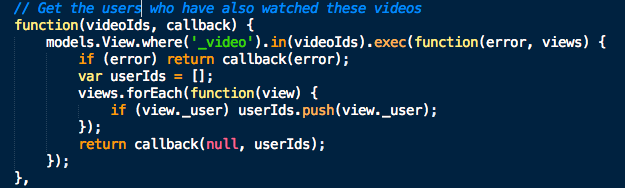 // Get the users who have also watched these videos
function(videoIds, callback) {
    models.View.where('_video').in(videoIds).exec(function(error, views) {
        if (error) return callback(error);
        var userIds = [];
        views.forEach(function(view) {
            if (view._user) userIds.push(view._user);
        });
        return callback(null, userIds);
    });
},